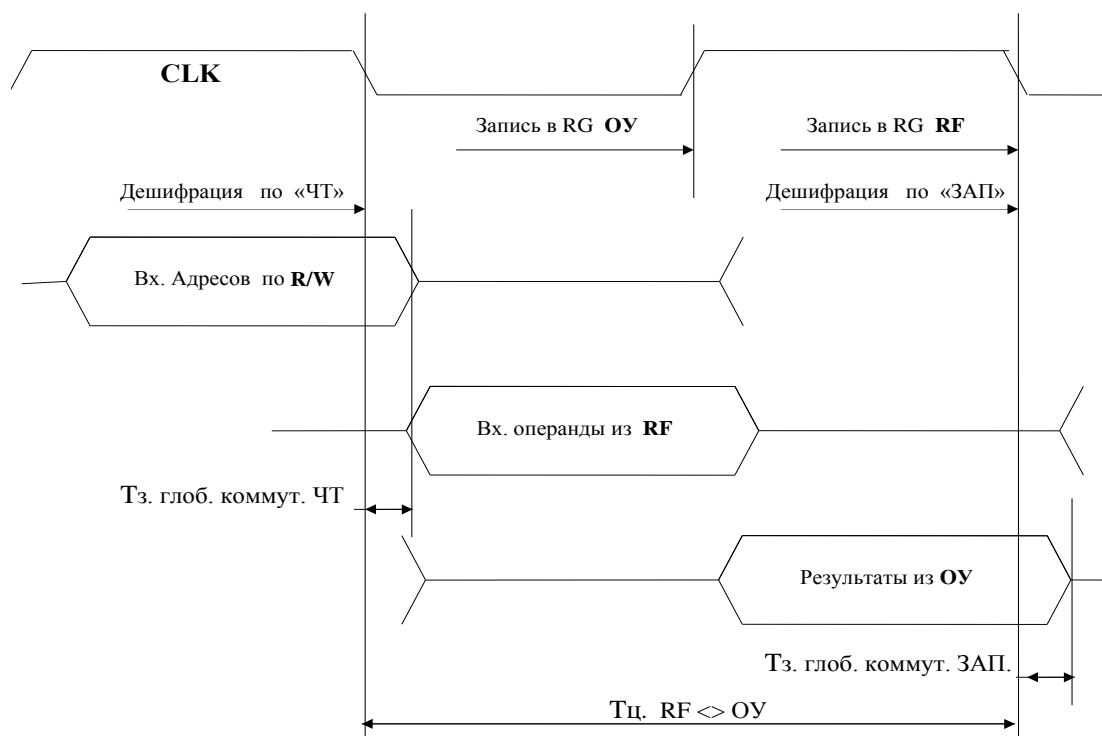 CLK
Запись в RG ОУ
Запись в RG RF
Дешифрация по «ЧТ»
Дешифрация по «ЗАП»
Вх. Адресов по R/W
Вх. операнды из RF
Тз. глоб. коммут. ЧТ
Результаты из ОУ
Тз. глоб. коммут. ЗАП.
Тц. RF <> ОУ